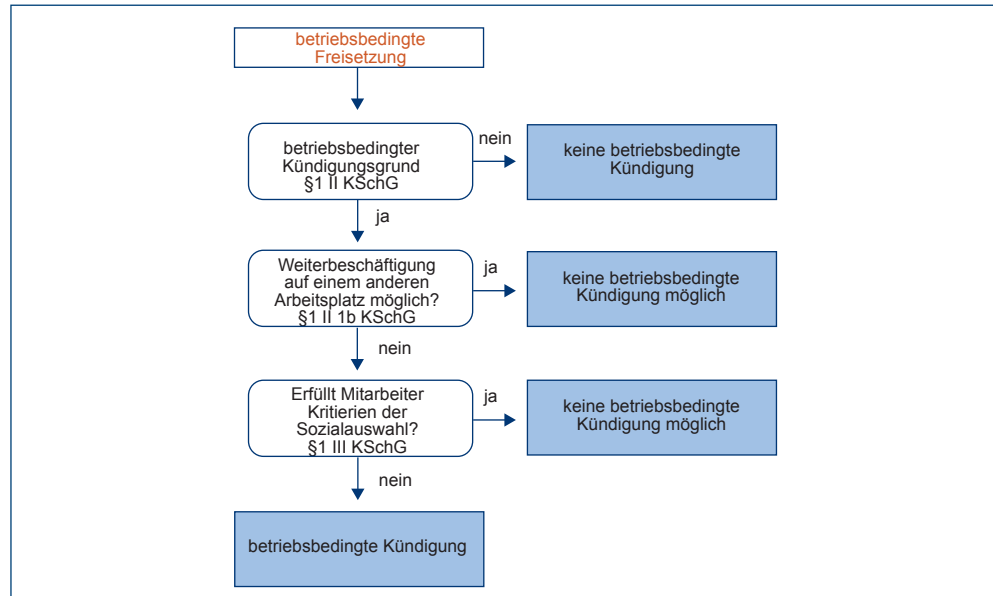 betriebsbedingte
Freisetzung
betriebsbedingter
Kündigungsgrund
§1 II KSchG
nein
keine betriebsbedingte
Kündigung
ja
Weiterbeschäftigung
auf einem anderen
Arbeitsplatz möglich?
§1 II 1b KSchG
ja
keine betriebsbedingte
Kündigung möglich
nein
Erfüllt Mitarbeiter
Kritierien der
Sozialauswahl?
§1 III KSchG
ja
keine betriebsbedingte
Kündigung möglich
nein
betriebsbedingte Kündigung